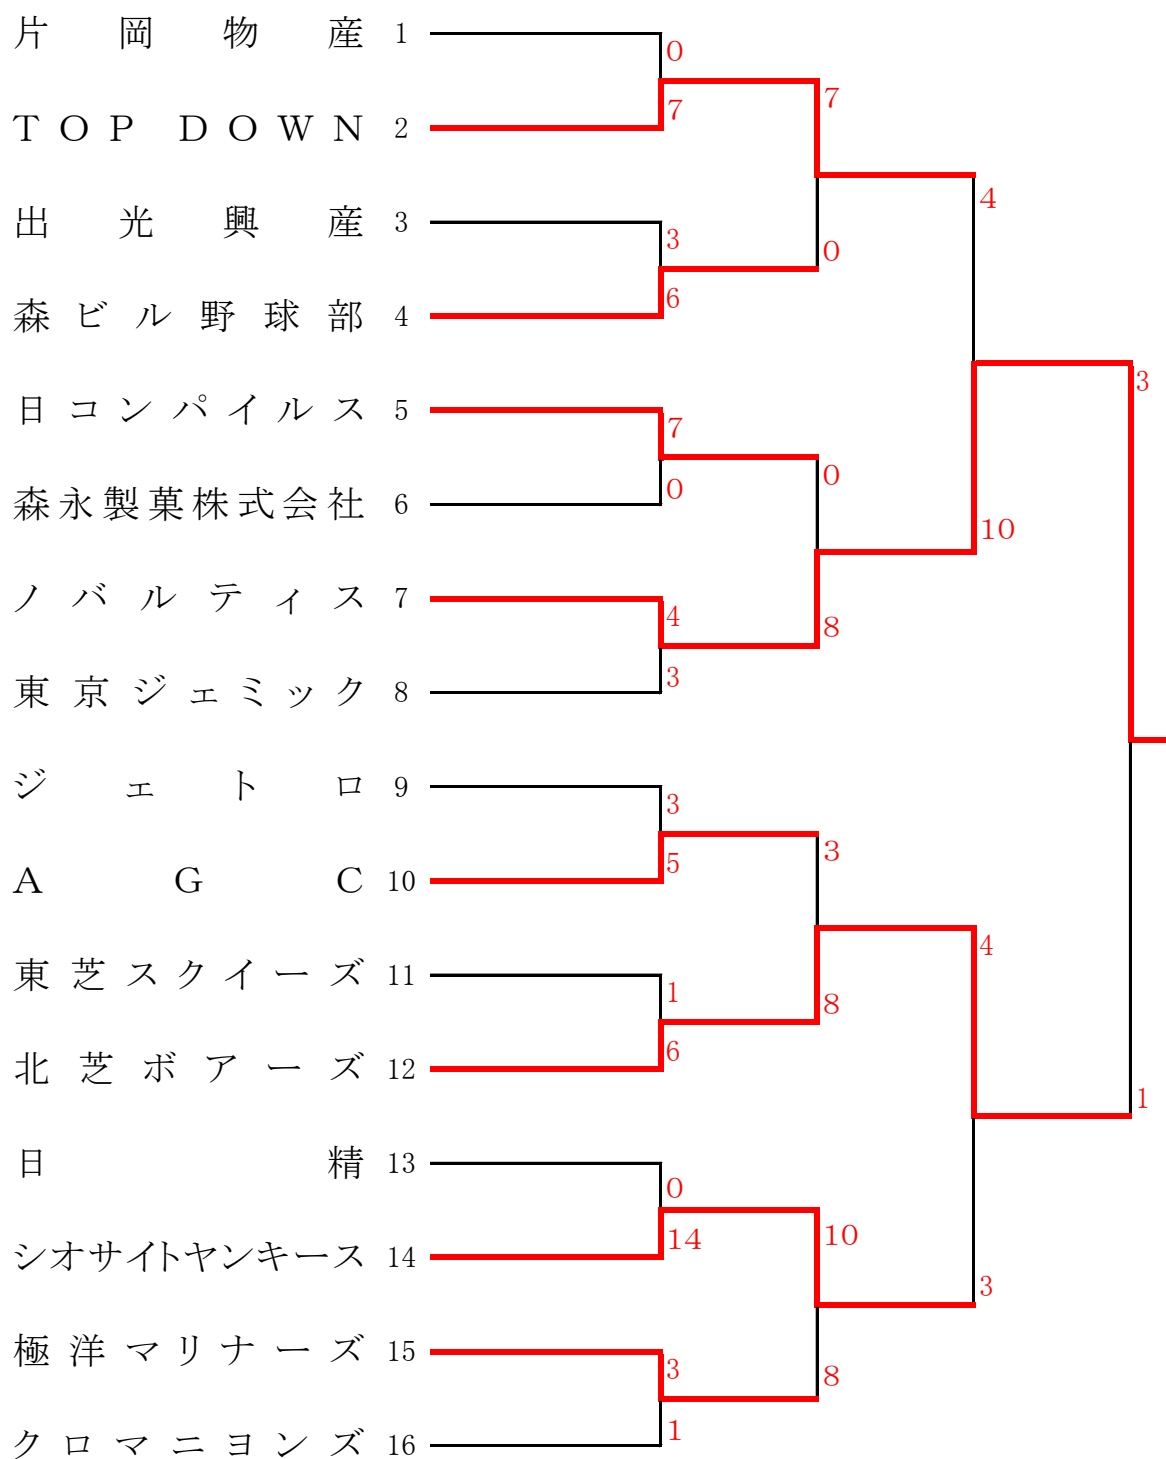 片岡物産 1
0
7
7
TOP DOWN 2
4
出光興産 3
3
0
6
森ビル野球部 4
3
日コンパイルス 5
7
0
0
森永製菓株式会社 6
10
ノバルティス 7
4
8
3
東京ジェミック 8
ジェトロ 9
3
3
5
AGC 10
4
東芝スクイーズ 11
1
8
6
北芝ボアーズ 12
1
日精 13
0
14
10
シオサイトヤンキース 14
3
極洋マリナーズ 15
3
8
1
クロマニヨンズ 16